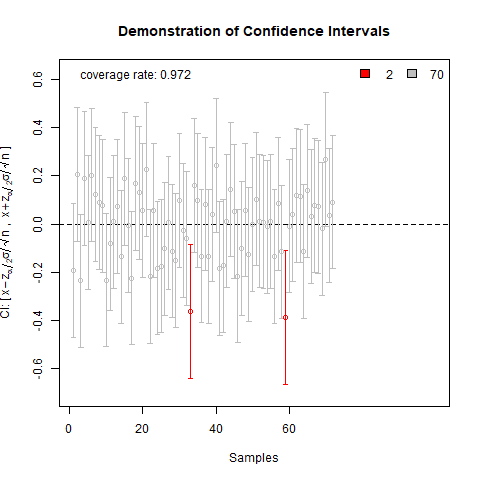 Demonstration of Confidence Intervals
coverage rate: 0.972
2
70
CI: [ x−zα/2σ/√n , x+zα/2σ/√n ]
0.6
0.4
0.2
0.0
-0.2
-0.4
-0.6
0 20 40 60
Samples